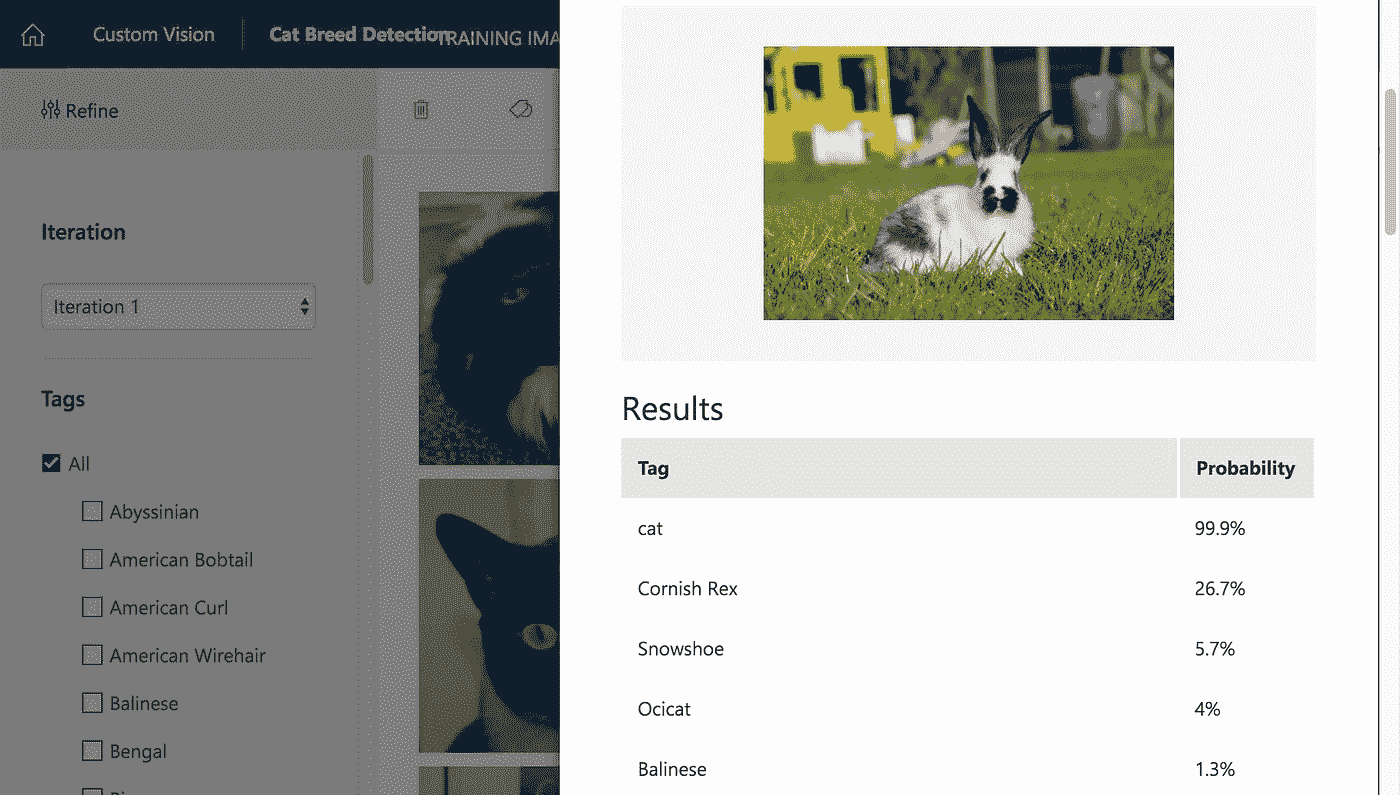 Custom Vision
Cat Breed Detection
TRAINING IMA
Refine
Iteration
Iteration 1
Tags
All
Abyssinian
American Bobtail
American Curl
American Wirehair
Balinese
Bengal
Results
Tag Probability
cat 99.9%
Cornish Rex 26.7%
Snowshoe 5.7%
Ocicat 4%
Balinese 1.3%